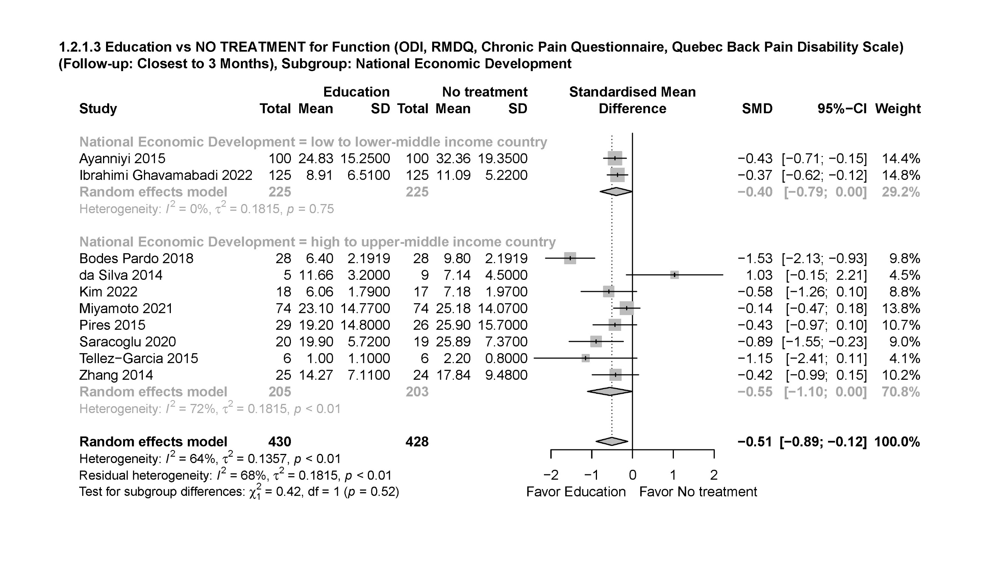 1.2.1.3 Education vs NO TREATMENT for Function (ODI, RMDQ, Chronic Pain Questionnaire, Quebec Back Pain Disability Scale)
(Follow-up: Closest to 3 Months), Subgroup: National Economic Development
Education No treatment Standardised Mean
Study Total Mean SD Total Mean SD Difference SMD 95%−CI Weight
National Economic Development = low to lower-middle income country
Ayanniyi 2015 100 24.83 15.2500 100 32.36 19.3500 −0.43 [−0.71; −0.15] 14.4%
Ibrahimi Ghavamabadi 2022 125 8.91 6.5100 125 11.09 5.2200 −0.37 [−0.62; −0.12] 14.8%
Random effects model 225 225 −0.40 [−0.79; 0.00] 29.2%
Heterogeneity: I² = 0%, τ² = 0.1815, p = 0.75
National Economic Development = high to upper-middle income country
Bodes Pardo 2018 28 6.40 2.1919 28 9.80 2.1919 −1.53 [−2.13; −0.93] 9.8%
da Silva 2014 5 11.66 3.2000 9 7.14 4.5000 1.03 [−0.15; 2.21] 4.5%
Kim 2022 18 6.06 1.7900 17 7.18 1.9700 −0.58 [−1.26; 0.10] 8.8%
Miyamoto 2021 74 23.10 14.7700 74 25.18 14.0700 −0.14 [−0.47; 0.18] 13.8%
Pires 2015 29 19.20 14.8000 26 25.90 15.7000 −0.43 [−0.97; 0.10] 10.7%
Saracoglu 2020 20 19.90 5.7200 19 25.89 7.3700 −0.89 [−1.55; −0.23] 9.0%
Tellez−Garcia 2015 6 1.00 1.1000 6 2.20 0.8000 −1.15 [−2.41; 0.11] 4.1%
Zhang 2014 25 14.27 7.1100 24 17.84 9.4800 −0.42 [−0.99; 0.15] 10.2%
Random effects model 205 203 −0.55 [−1.10; 0.00] 70.8%
Heterogeneity: I² = 72%, τ² = 0.1815, p < 0.01
Random effects model 430 428 −0.51 [−0.89; −0.12] 100.0%
Heterogeneity: I² = 64%, τ² = 0.1357, p < 0.01
Residual heterogeneity: I² = 68%, τ² = 0.1815, p < 0.01 −2 −1 0 1 2
Test for subgroup differences: χ²₁ = 0.42, df = 1 (p = 0.52) Favor Education Favor No treatment